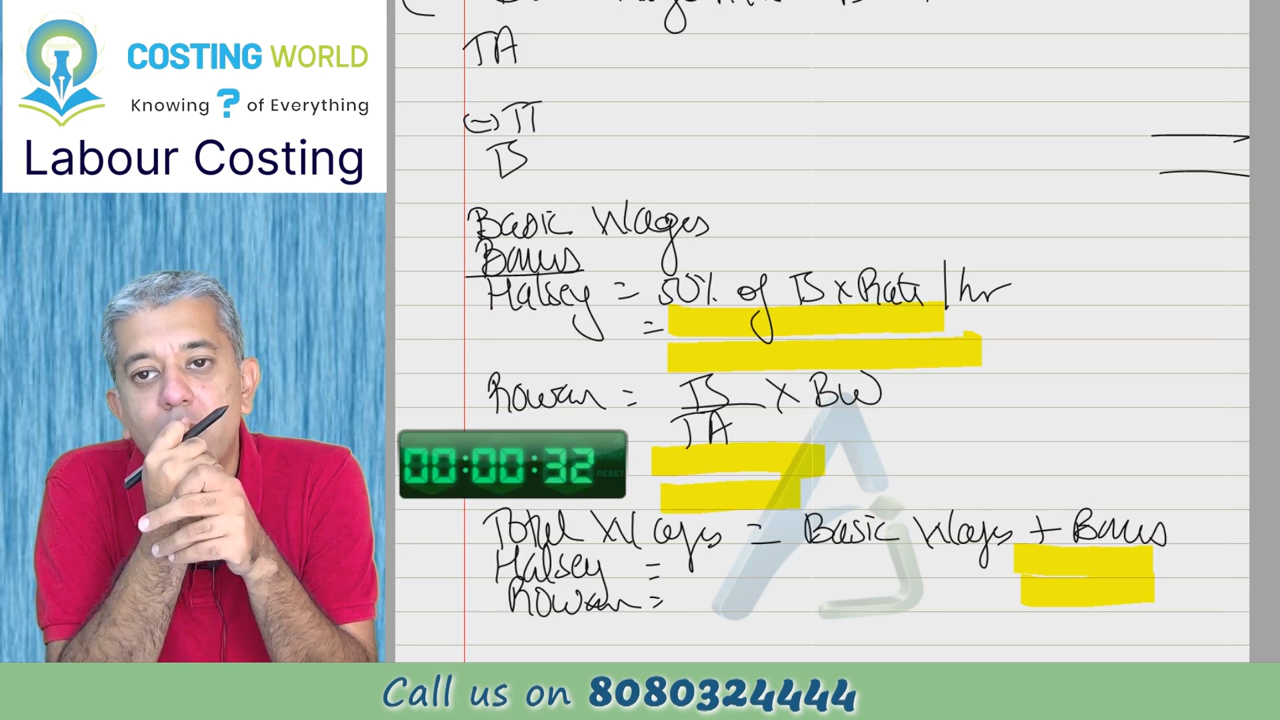 COSTING WORLD
Knowing ? of Everything
Labour Costing
TA
(-) TT
TS
Basic Wages
Bonus
Halsey = 50% of TS x Rate / hr
=
Rowan = TS/TA x BW
00:00:32
RESET
Total Wages = Basic Wages + Bonus
Halsey =
Rowan =
Call us on 8080324444